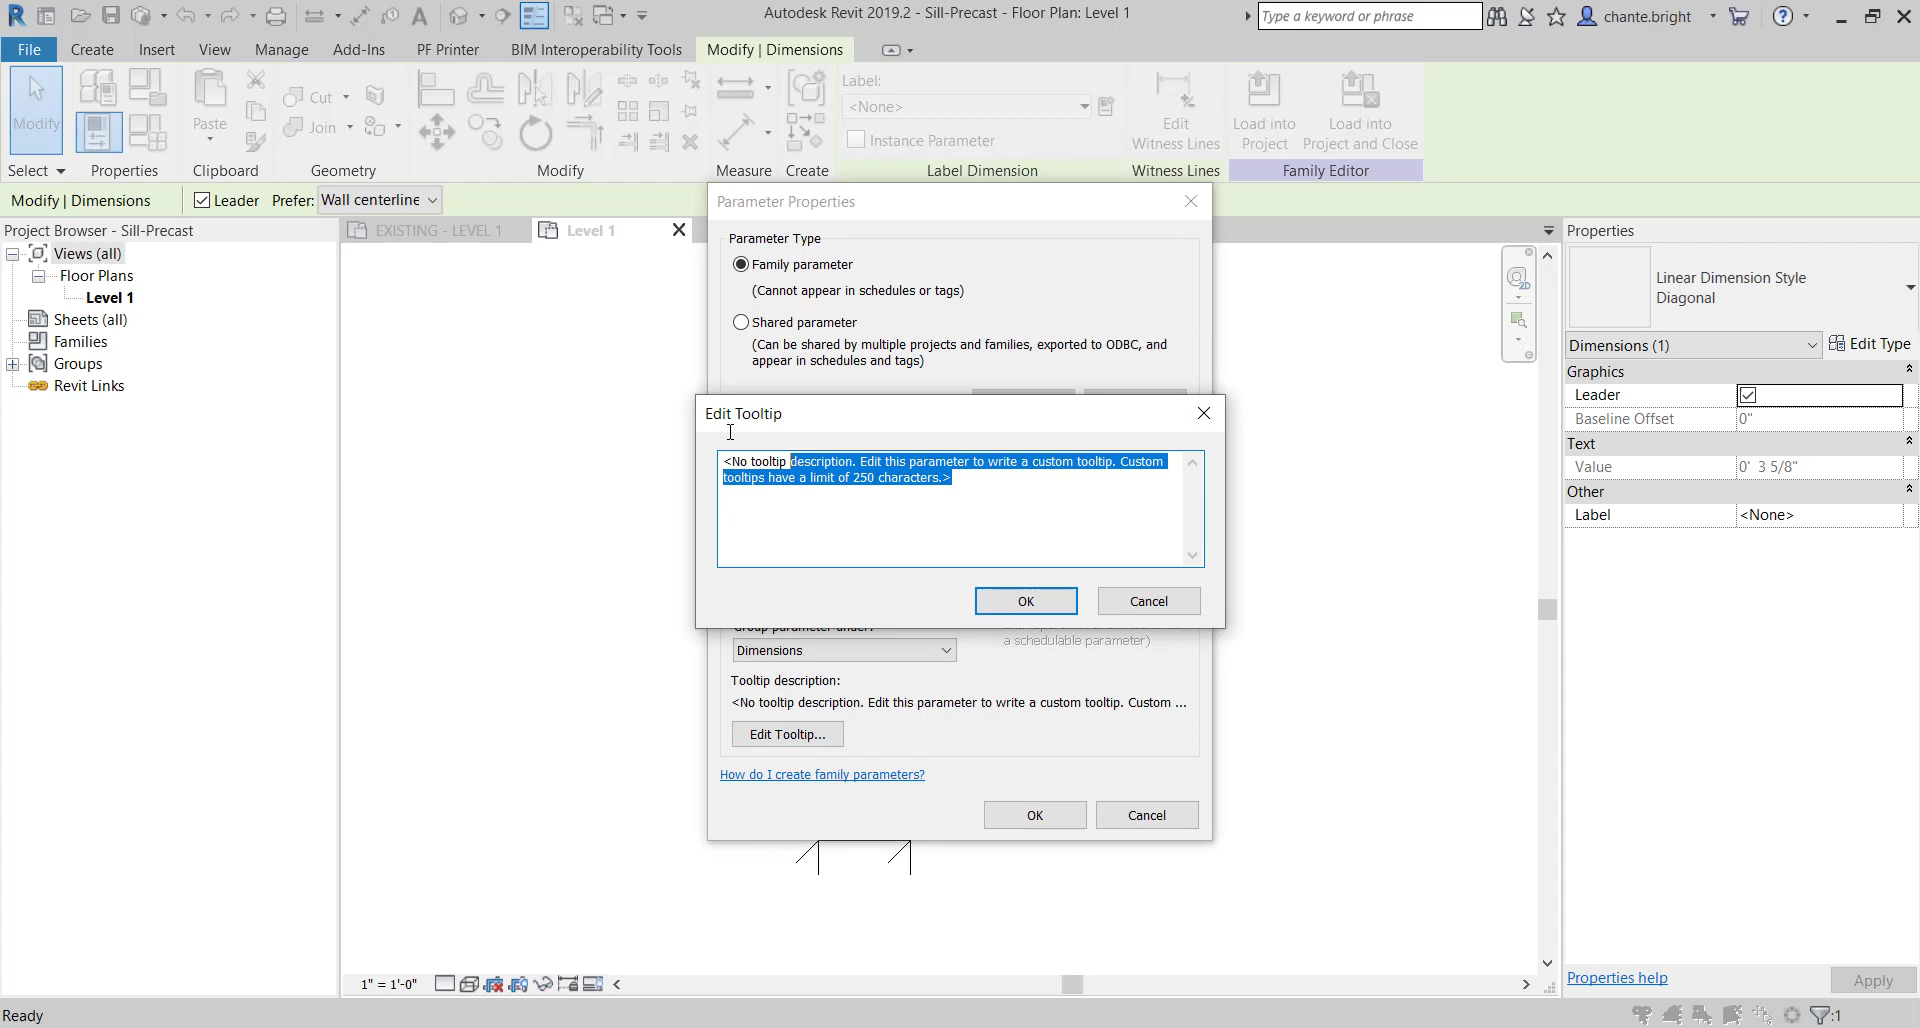 Autodesk Revit 2019.2 - Sill-Precast - Floor Plan: Level 1
Type a keyword or phrase
chante.bright
File
Create
Insert
View
Manage
Add-Ins
PF Printer
BIM Interoperability Tools
Modify | Dimensions
Modify
Paste
Cut
Join
Label:
<None>
Instance Parameter
Edit
Witness Lines
Load into
Project
Load into
Project and Close
Select
Properties
Clipboard
Geometry
Modify
Measure
Create
Label Dimension
Witness Lines
Family Editor
Modify | Dimensions
Leader
Prefer:
Wall centerline
Project Browser - Sill-Precast
Views (all)
Floor Plans
Level 1
Sheets (all)
Families
Groups
Revit Links
EXISTING - LEVEL 1
Level 1
Parameter Properties
Parameter Type
Family parameter
(Cannot appear in schedules or tags)
Shared parameter
(Can be shared by multiple projects and families, exported to ODBC, and
appear in schedules and tags)
Edit Tooltip
<No tooltip description. Edit this parameter to write a custom tooltip. Custom
tooltips have a limit of 250 characters.>
OK
Cancel
a schedulable parameter)
Group parameter under:
Dimensions
Tooltip description:
<No tooltip description. Edit this parameter to write a custom tooltip. Custom ...
Edit Tooltip...
How do I create family parameters?
OK
Cancel
Properties
Linear Dimension Style
Diagonal
Dimensions (1)
Edit Type
Graphics
Leader
Baseline Offset
0"
Text
Value
0'  3 5/8"
Other
Label
<None>
Properties help
Apply
1" = 1'-0"
Ready
:1
2D